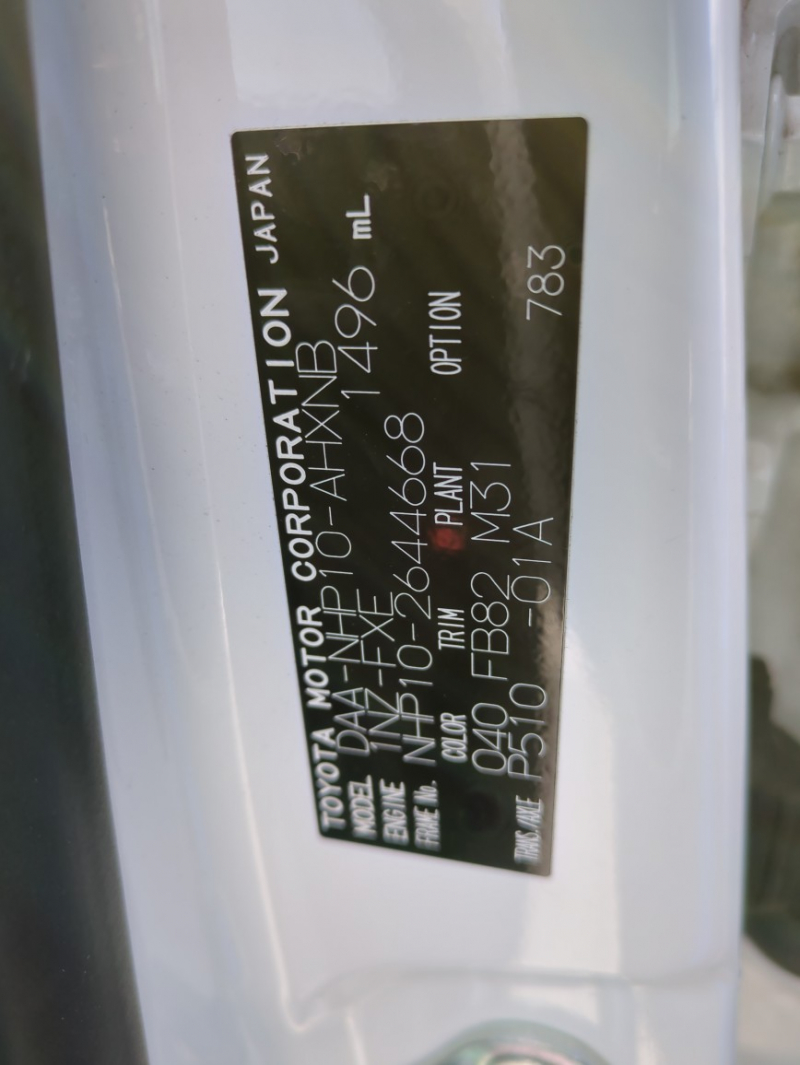 TOYOTA MOTOR CORPORATION JAPAN
MODEL DAA-NHP10-AHXNB
ENGINE 1NZ-FXE 1496 mL
FRAME No. NHP10-2644668
COLOR TRIM PLANT OPTION
040 FB82 M31
TRANS./AXLE P510 -01A 783